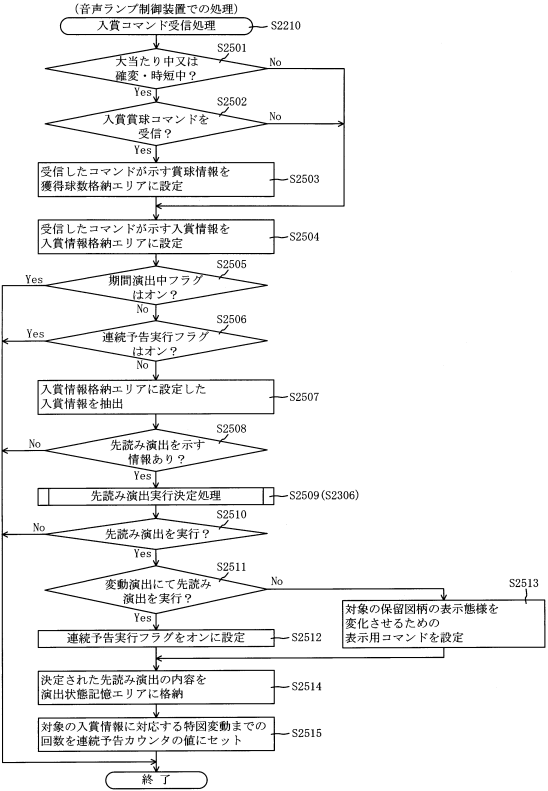 (音声ランプ制御装置での処理)
入賞コマンド受信処理
S2210
S2501
大当たり中又は
確変・時短中？
No
Yes
S2502
入賞賞球コマンドを
受信？
No
Yes
受信したコマンドが示す賞球情報を
獲得球数格納エリアに設定
S2503
受信したコマンドが示す入賞情報を
入賞情報格納エリアに設定
S2504
S2505
Yes
期間演出中フラグ
はオン？
No
S2506
Yes
連続予告実行フラグ
はオン？
No
入賞情報格納エリアに設定した
入賞情報を抽出
S2507
S2508
No
先読み演出を示す
情報あり？
Yes
先読み演出実行決定処理
S2509(S2306)
S2510
No
先読み演出を実行？
Yes
S2511
変動演出にて先読み
演出を実行？
No
Yes
S2513
対象の保留図柄の表示態様を
変化させるための
表示用コマンドを設定
連続予告実行フラグをオンに設定
S2512
決定された先読み演出の内容を
演出状態記憶エリアに格納
S2514
対象の入賞情報に対応する特図変動までの
回数を連続予告カウンタの値にセット
S2515
終了